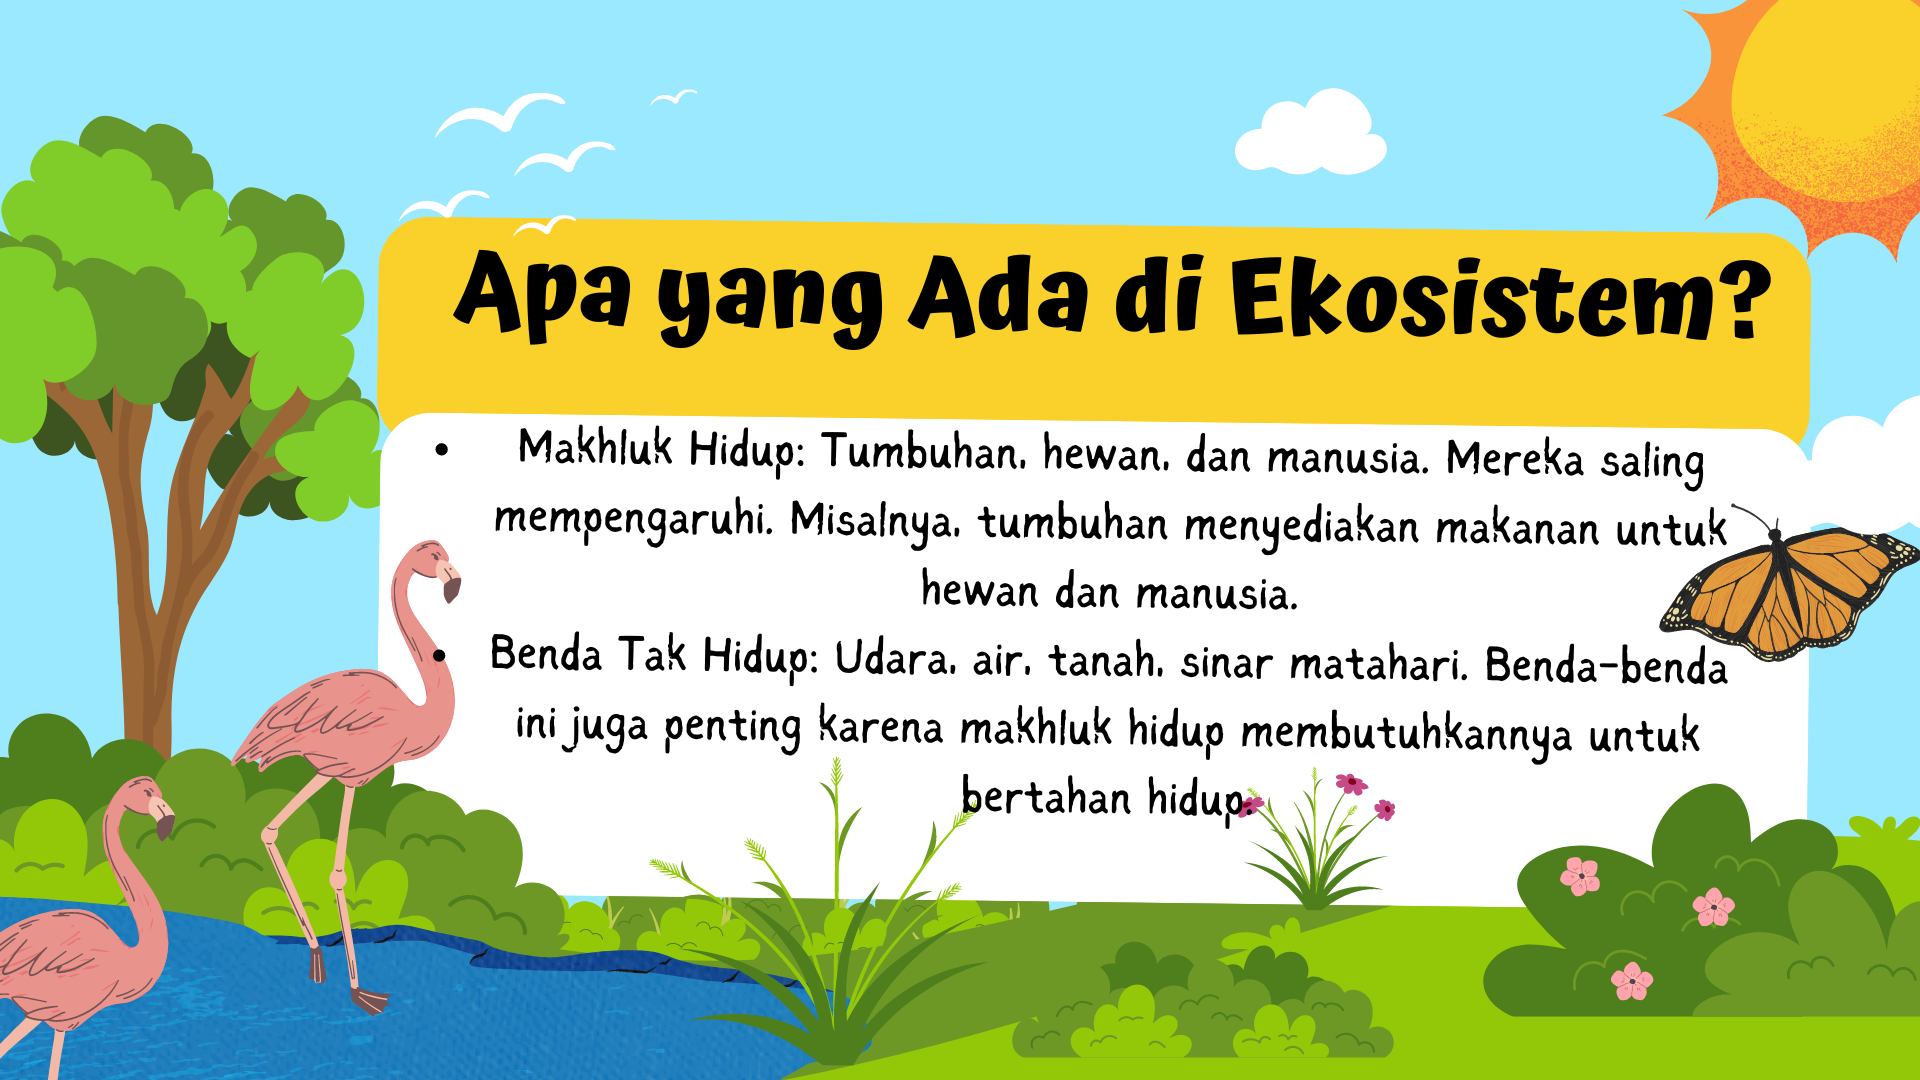 Apa yang Ada di Ekosistem?
• Makhluk Hidup: Tumbuhan, hewan, dan manusia. Mereka saling
mempengaruhi. Misalnya, tumbuhan menyediakan makanan untuk
hewan dan manusia.
• Benda Tak Hidup: Udara, air, tanah, sinar matahari. Benda-benda
ini juga penting karena makhluk hidup membutuhkannya untuk
bertahan hidup.